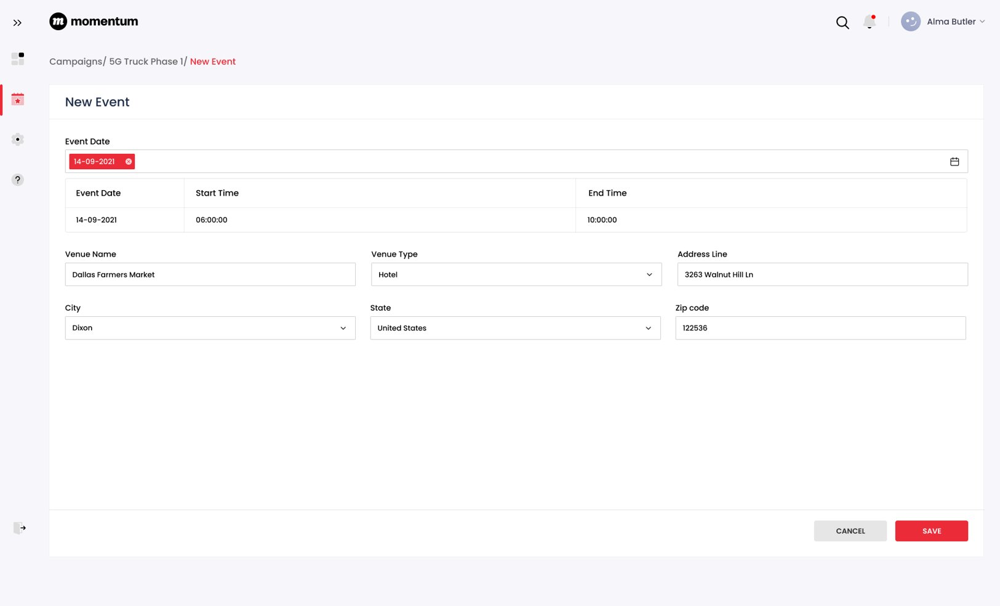 momentum
Alma Butler
Campaigns/ 5G Truck Phase 1/ New Event
New Event
Event Date
14-09-2021
Event Date Start Time End Time
14-09-2021 06:00:00 10:00:00
Venue Name Venue Type Address Line
Dallas Farmers Market Hotel 3263 Walnut Hill Ln
City State Zip code
Dixon United States 122536
CANCEL SAVE